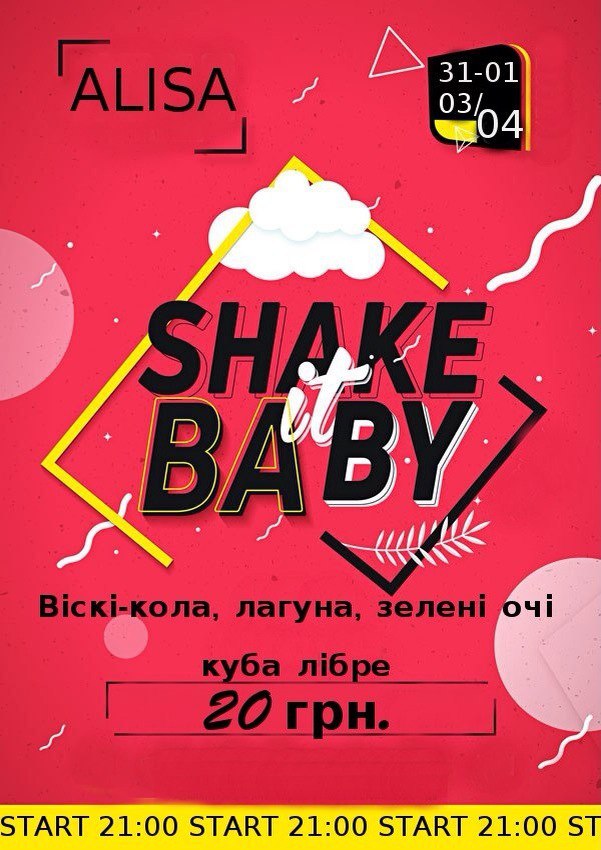 ALISA
31-01
03/04
SHAKE
it
BABY
Віскі-кола, лагуна, зелені очі
куба лібре
20 грн.
START 21:00 START 21:00 START 21:00 ST